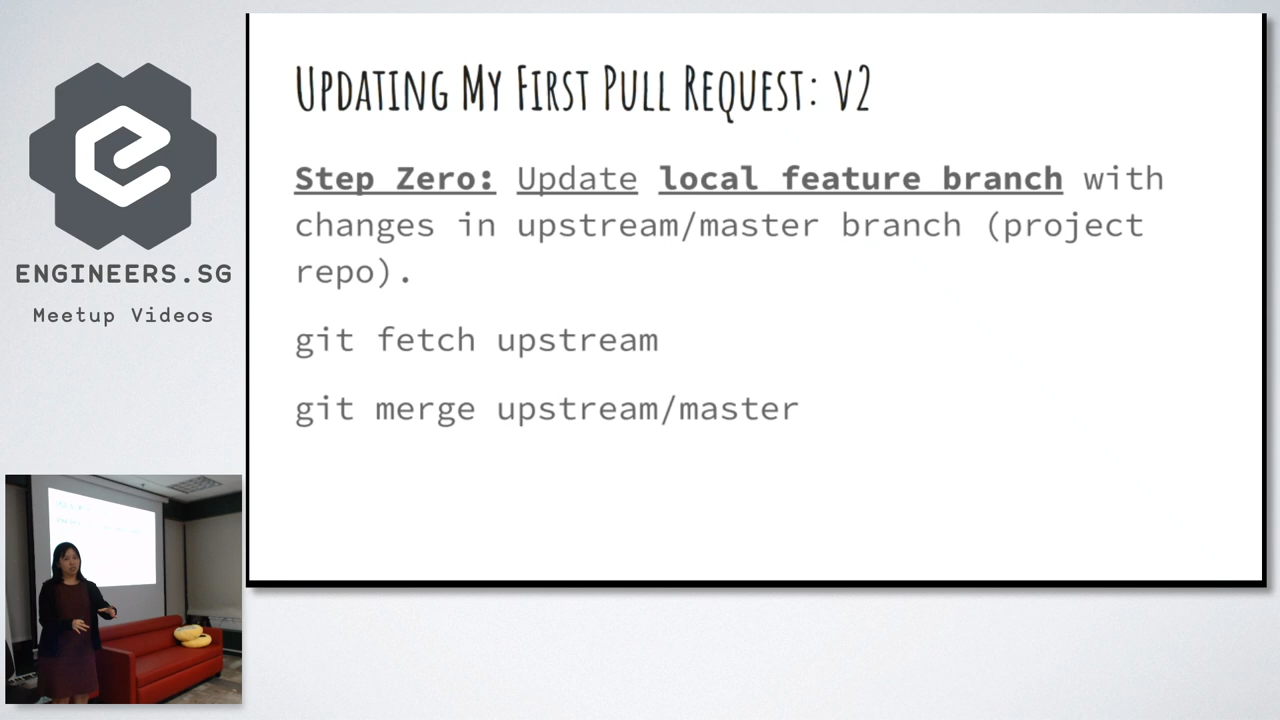 UPDATING MY FIRST PULL REQUEST: V2
Step Zero: Update local feature branch with
changes in upstream/master branch (project
repo).
git fetch upstream
git merge upstream/master
ENGINEERS.SG
Meetup Videos